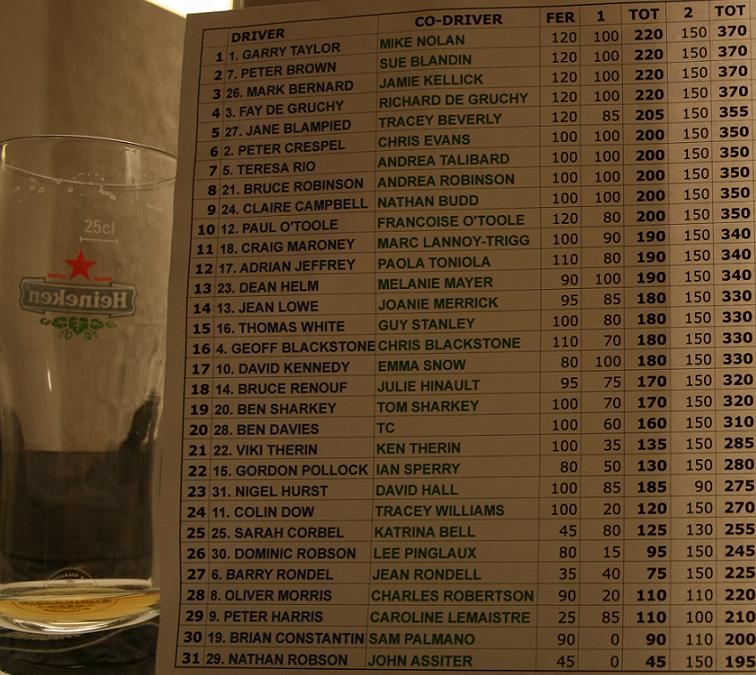 DRIVER CO-DRIVER FER 1 TOT 2 TOT
1 1. GARRY TAYLOR MIKE NOLAN 120 100 220 150 370
2 7. PETER BROWN SUE BLANDIN 120 100 220 150 370
3 26. MARK BERNARD JAMIE KELLICK 120 100 220 150 370
4 3. FAY DE GRUCHY RICHARD DE GRUCHY 120 100 220 150 370
5 27. JANE BLAMPIED TRACEY BEVERLY 120 85 205 150 355
6 2. PETER CRESPEL CHRIS EVANS 100 100 200 150 350
7 5. TERESA RIO ANDREA TALIBARD 100 100 200 150 350
8 21. BRUCE ROBINSON ANDREA ROBINSON 100 100 200 150 350
9 24. CLAIRE CAMPBELL NATHAN BUDD 100 100 200 150 350
10 12. PAUL O'TOOLE FRANCOISE O'TOOLE 120 80 200 150 350
11 18. CRAIG MARONEY MARC LANNOY-TRIGG 100 90 190 150 340
12 17. ADRIAN JEFFREY PAOLA TONIOLA 110 80 190 150 340
13 23. DEAN HELM MELANIE MAYER 90 100 190 150 340
14 13. JEAN LOWE JOANIE MERRICK 95 85 180 150 330
15 16. THOMAS WHITE GUY STANLEY 100 80 180 150 330
16 4. GEOFF BLACKSTONE CHRIS BLACKSTONE 110 70 180 150 330
17 10. DAVID KENNEDY EMMA SNOW 80 100 180 150 330
18 14. BRUCE RENOUF JULIE HINAULT 95 75 170 150 320
19 20. BEN SHARKEY TOM SHARKEY 100 70 170 150 320
20 28. BEN DAVIES TC 100 60 160 150 310
21 22. VIKI THERIN KEN THERIN 100 35 135 150 285
22 15. GORDON POLLOCK IAN SPERRY 80 50 130 150 280
23 31. NIGEL HURST DAVID HALL 100 85 185 90 275
24 11. COLIN DOW TRACEY WILLIAMS 100 20 120 150 270
25 25. SARAH CORBEL KATRINA BELL 45 80 125 130 255
26 30. DOMINIC ROBSON LEE PINGLAUX 80 15 95 150 245
27 6. BARRY RONDEL JEAN RONDELL 35 40 75 150 225
28 8. OLIVER MORRIS CHARLES ROBERTSON 90 20 110 110 220
29 9. PETER HARRIS CAROLINE LEMAISTRE 25 85 110 100 210
30 19. BRIAN CONSTANTIN SAM PALMANO 90 0 90 110 200
31 29. NATHAN ROBSON JOHN ASSITER 45 0 45 150 195
25cl
Heineken